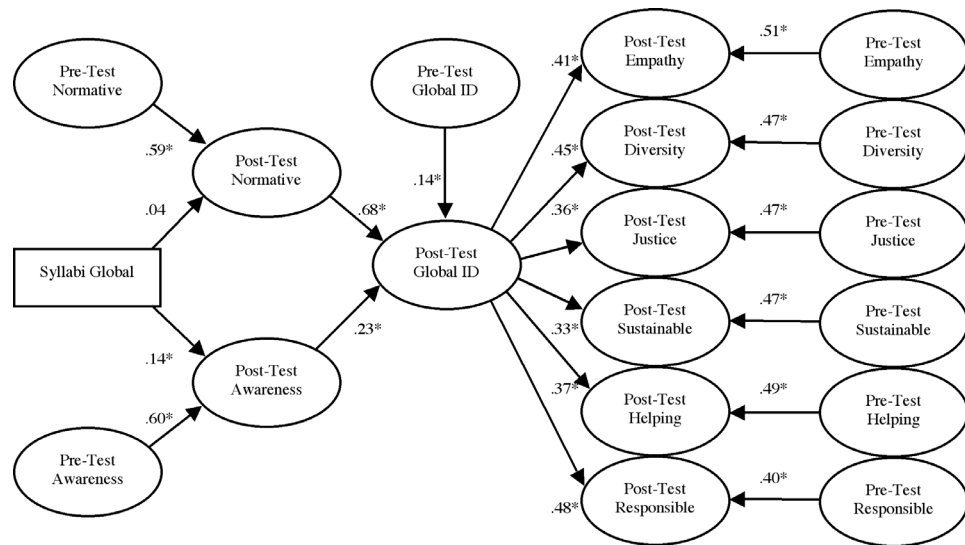 Pre-Test
Normative
.59*
Post-Test
Normative
.04
Syllabi Global
.14*
Post-Test
Awareness
.60*
Pre-Test
Awareness
.68*
.23*
Pre-Test
Global ID
.14*
Post-Test
Global ID
.41*
Post-Test
Empathy
.51*
Pre-Test
Empathy
.45*
Post-Test
Diversity
.47*
Pre-Test
Diversity
.36*
Post-Test
Justice
.47*
Pre-Test
Justice
.33*
Post-Test
Sustainable
.47*
Pre-Test
Sustainable
.37*
Post-Test
Helping
.49*
Pre-Test
Helping
.48*
Post-Test
Responsible
.40*
Pre-Test
Responsible